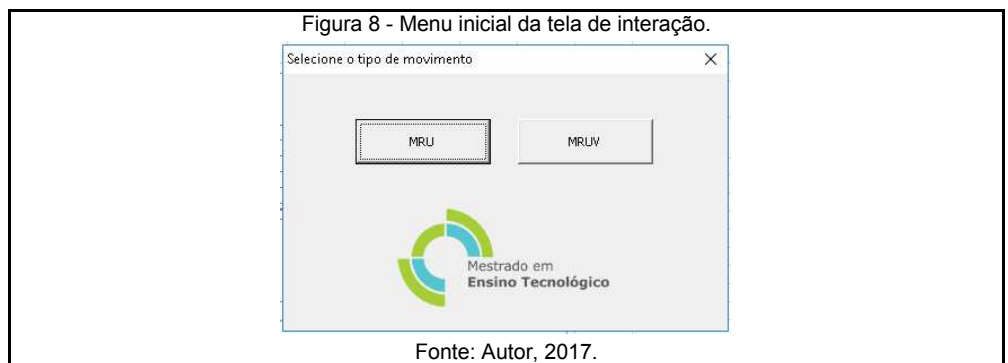 Figura 8 - Menu inicial da tela de interação.
Selecione o tipo de movimento
MRU MRUV
Mestrado em
Ensino Tecnológico
Fonte: Autor, 2017.